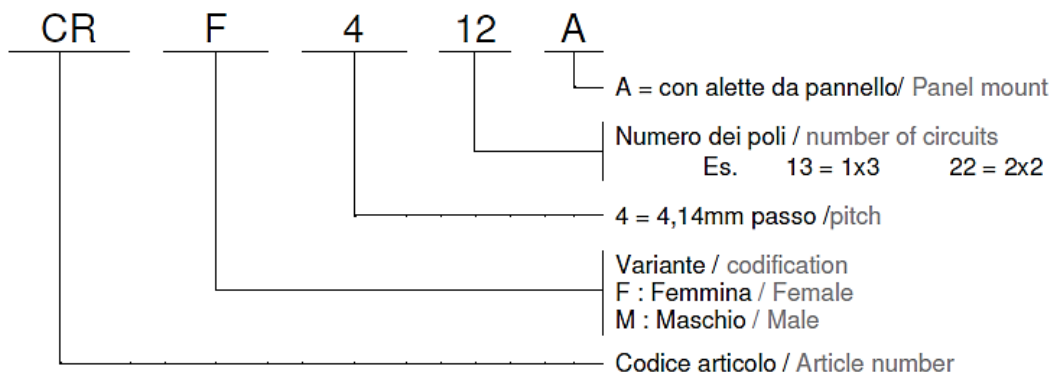 CR F 4 12 A
A = con alette da pannello/ Panel mount
Numero dei poli / number of circuits
Es. 13 = 1x3 22 = 2x2
4 = 4,14mm passo /pitch
Variante / codification
F : Femmina / Female
M : Maschio / Male
Codice articolo / Article number